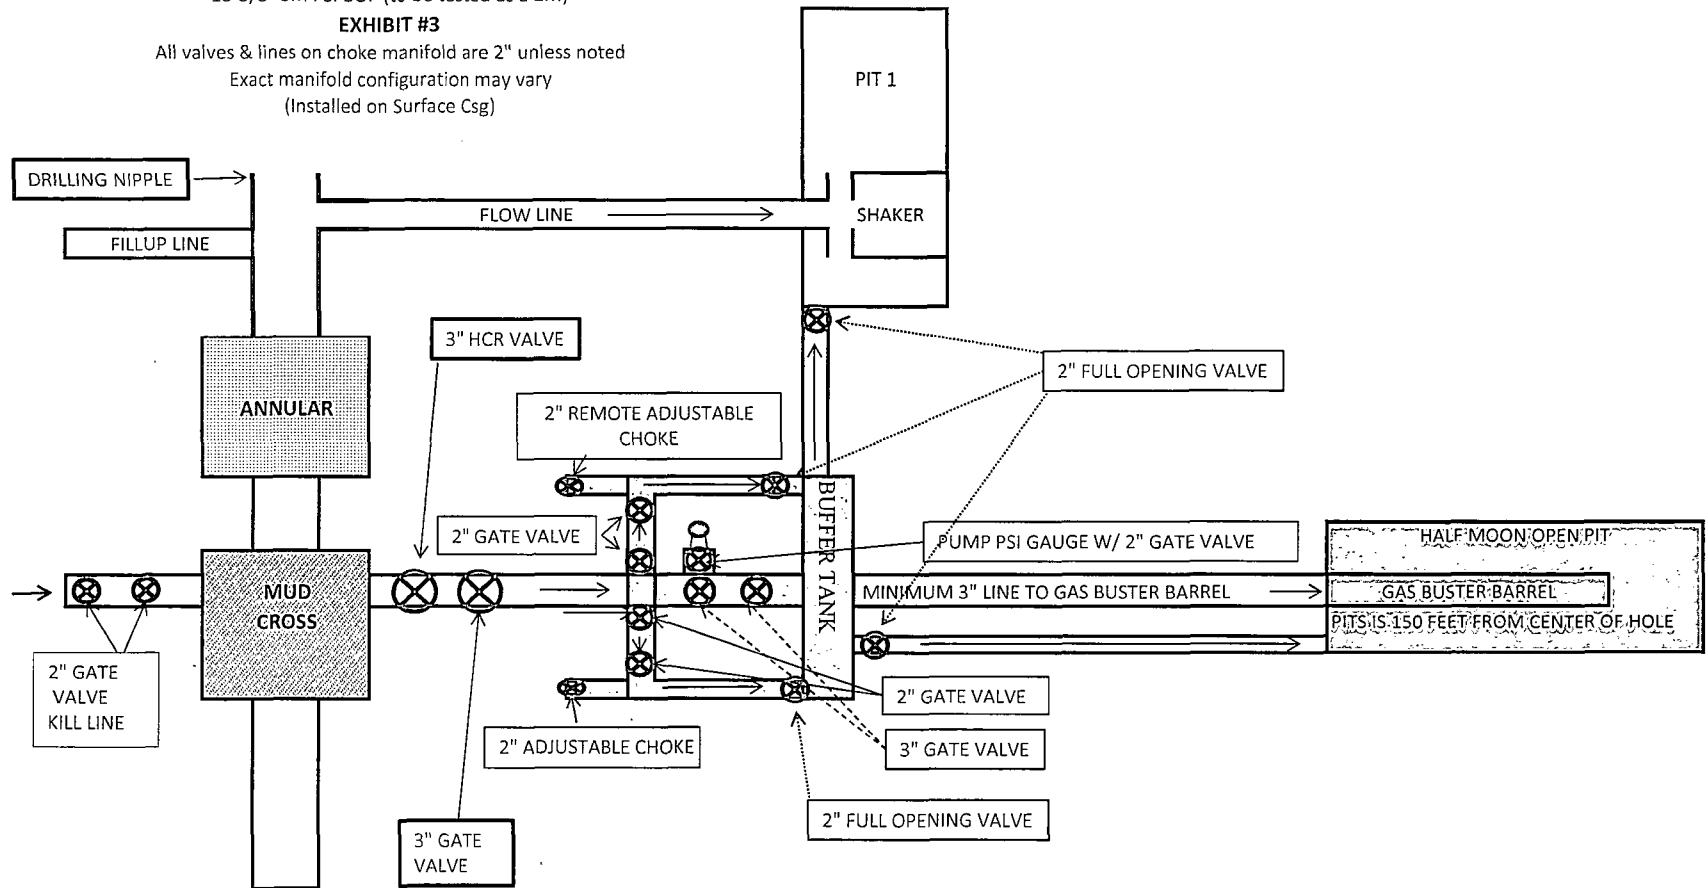 EXHIBIT #3
All valves & lines on choke manifold are 2" unless noted
Exact manifold configuration may vary
(Installed on Surface Csg)
PIT 1
DRILLING NIPPLE
FLOW LINE
SHAKER
FILLUP LINE
3" HCR VALVE
2" FULL OPENING VALVE
ANNULAR
2" REMOTE ADJUSTABLE
CHOKE
BUFFER TANK
2" GATE VALVE
PUMP PSI GAUGE W/ 2" GATE VALVE
HALF MOON OPEN PIT
MUD
CROSS
MINIMUM 3" LINE TO GAS BUSTER BARREL
GAS BUSTER BARREL
PITS IS 150 FEET FROM CENTER OF HOLE
2" GATE
VALVE
KILL LINE
2" GATE VALVE
2" ADJUSTABLE CHOKE
3" GATE VALVE
2" FULL OPENING VALVE
3" GATE
VALVE